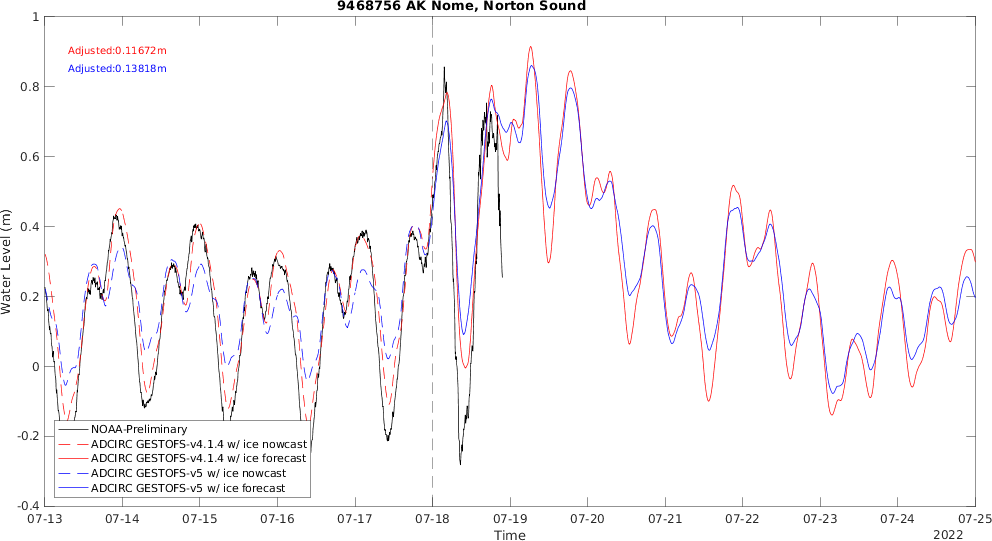 9468756 AK Nome, Norton Sound
Adjusted:0.11672m
Adjusted:0.13818m
1
0.8
0.6
0.4
0.2
0
-0.2
-0.4
Water Level (m)
NOAA-Preliminary
ADCIRC GESTOFS-v4.1.4 w/ ice nowcast
ADCIRC GESTOFS-v4.1.4 w/ ice forecast
ADCIRC GESTOFS-v5 w/ ice nowcast
ADCIRC GESTOFS-v5 w/ ice forecast
07-13 07-14 07-15 07-16 07-17 07-18 07-19 07-20 07-21 07-22 07-23 07-24 07-25
Time
2022